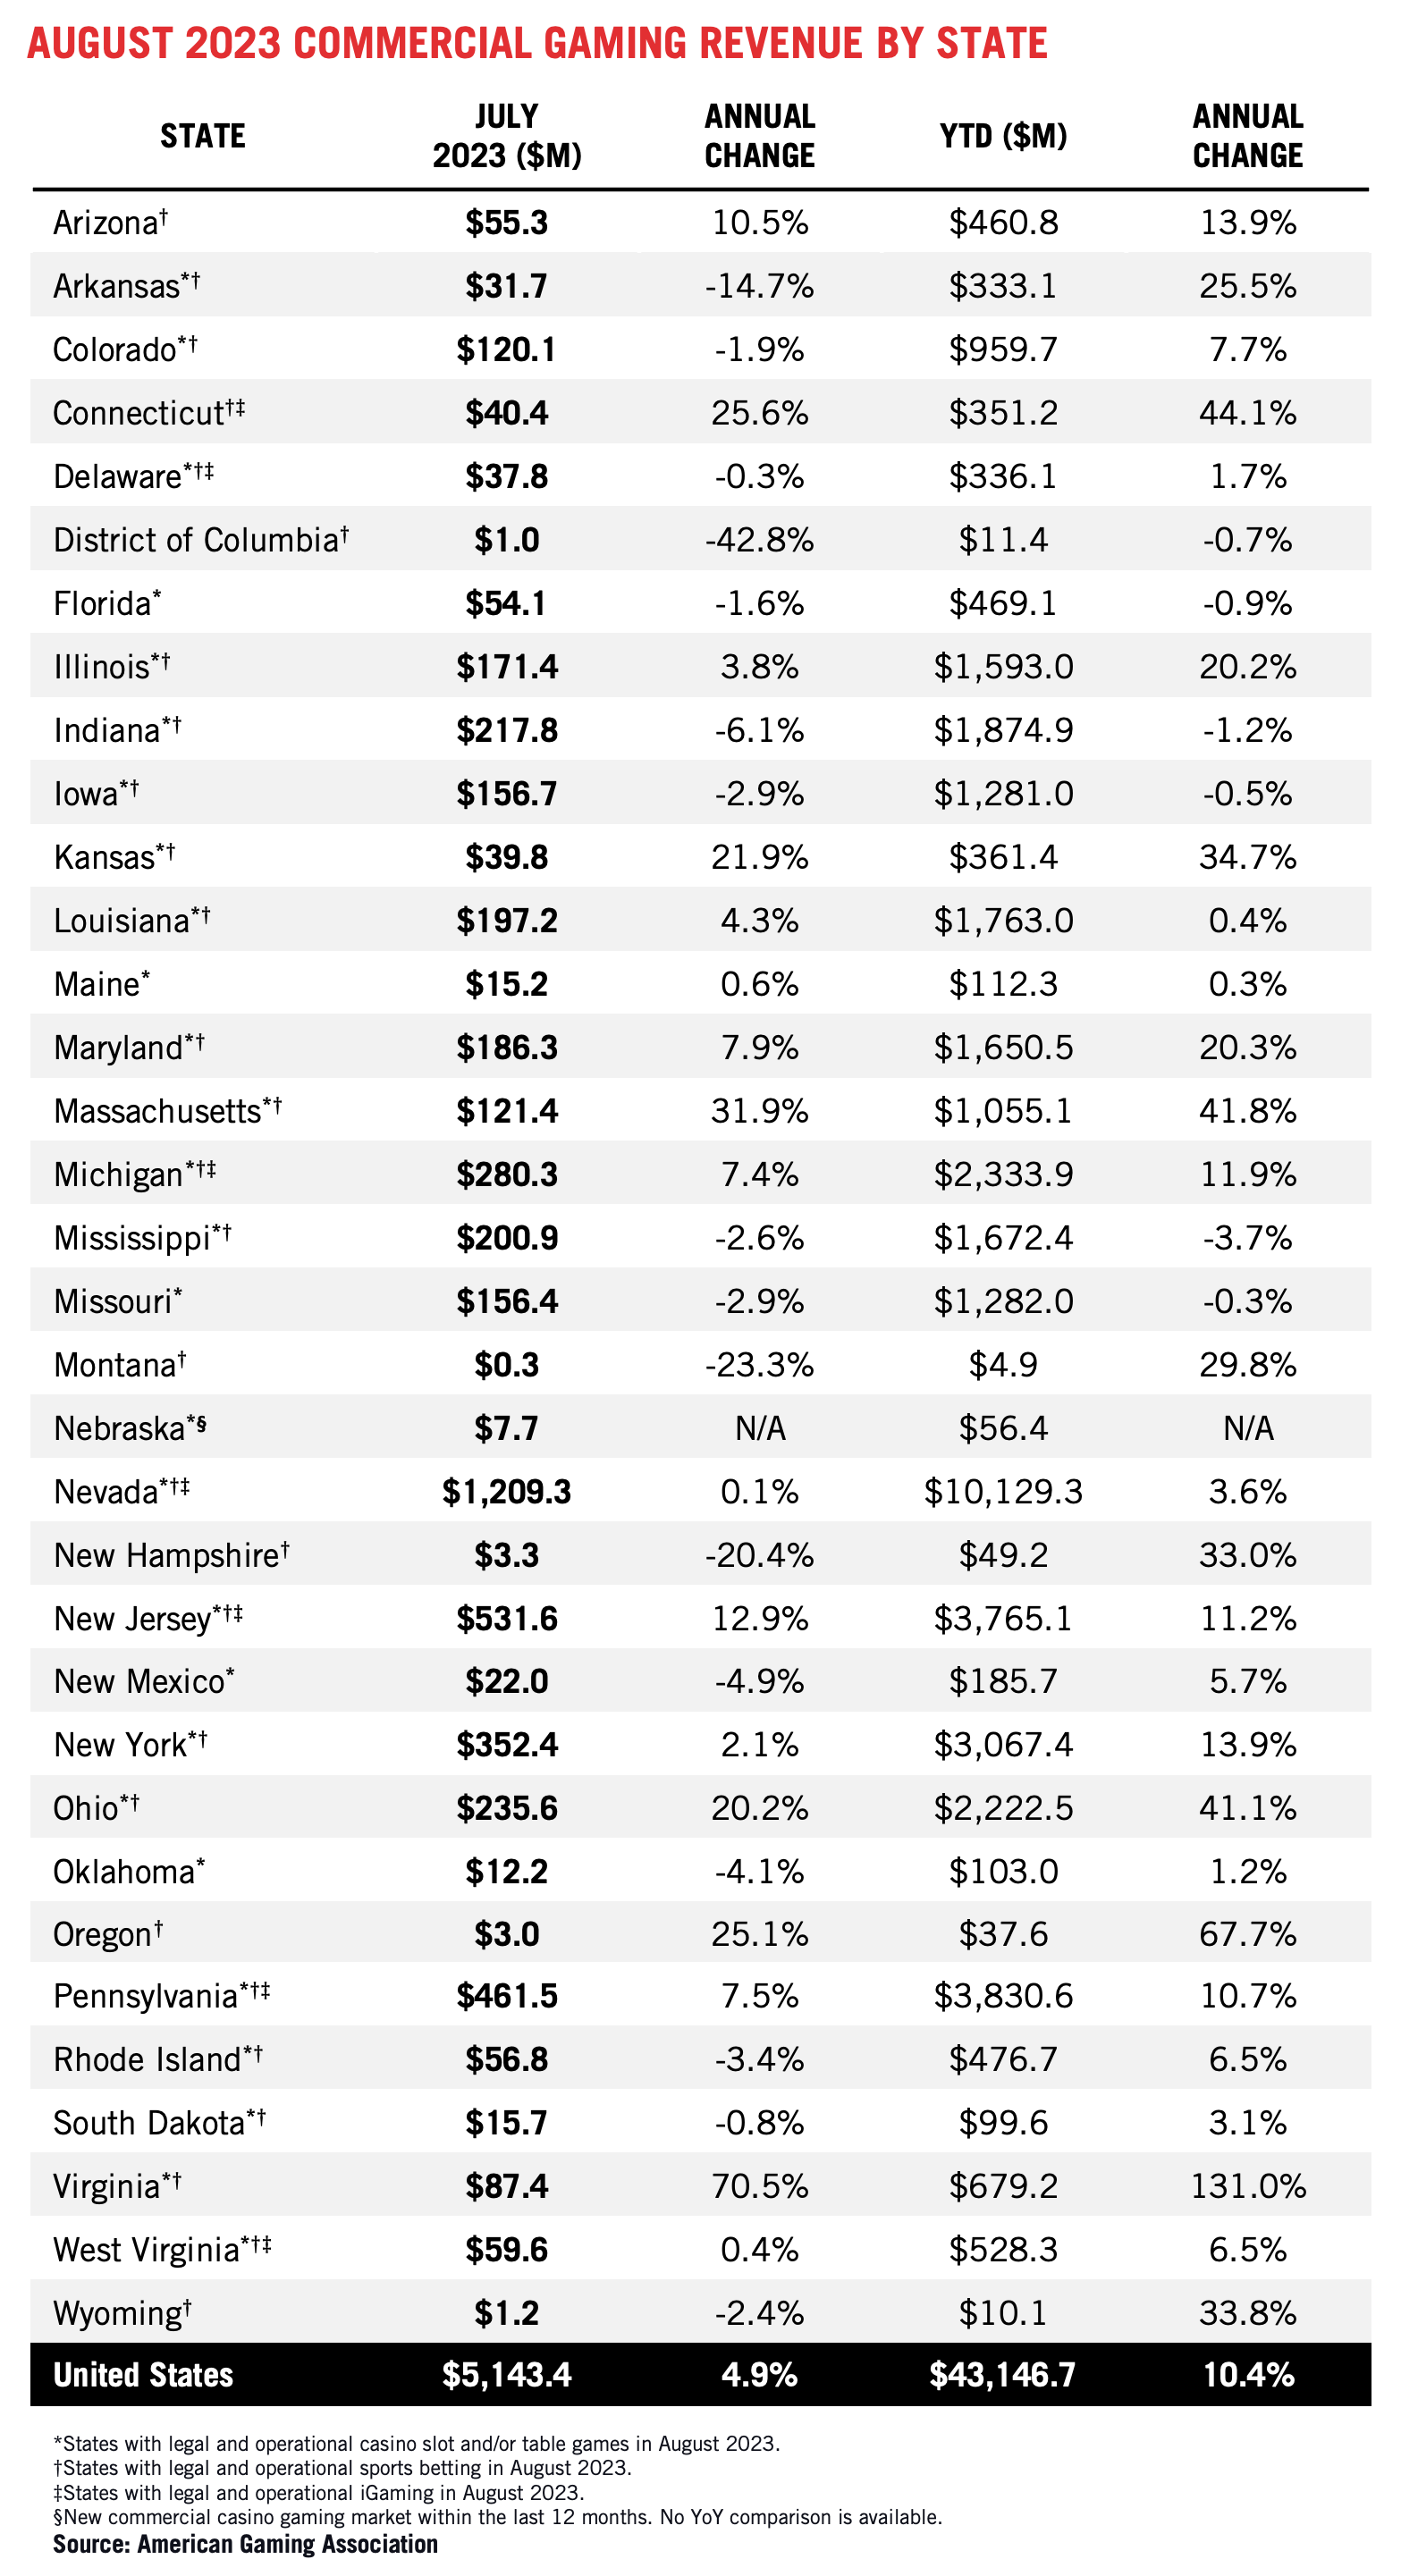 AUGUST 2023 COMMERCIAL GAMING REVENUE BY STATE
STATE JULY 2023 ($M) ANNUAL CHANGE YTD ($M) ANNUAL CHANGE
Arizona† $55.3 10.5% $460.8 13.9%
Arkansas*† $31.7 -14.7% $333.1 25.5%
Colorado*† $120.1 -1.9% $959.7 7.7%
Connecticut†‡ $40.4 25.6% $351.2 44.1%
Delaware*†‡ $37.8 -0.3% $336.1 1.7%
District of Columbia† $1.0 -42.8% $11.4 -0.7%
Florida* $54.1 -1.6% $469.1 -0.9%
Illinois*† $171.4 3.8% $1,593.0 20.2%
Indiana*† $217.8 -6.1% $1,874.9 -1.2%
Iowa*† $156.7 -2.9% $1,281.0 -0.5%
Kansas*† $39.8 21.9% $361.4 34.7%
Louisiana*† $197.2 4.3% $1,763.0 0.4%
Maine* $15.2 0.6% $112.3 0.3%
Maryland*† $186.3 7.9% $1,650.5 20.3%
Massachusetts*† $121.4 31.9% $1,055.1 41.8%
Michigan*†‡ $280.3 7.4% $2,333.9 11.9%
Mississippi*† $200.9 -2.6% $1,672.4 -3.7%
Missouri* $156.4 -2.9% $1,282.0 -0.3%
Montana† $0.3 -23.3% $4.9 29.8%
Nebraska*§ $7.7 N/A $56.4 N/A
Nevada*†‡ $1,209.3 0.1% $10,129.3 3.6%
New Hampshire† $3.3 -20.4% $49.2 33.0%
New Jersey*†‡ $531.6 12.9% $3,765.1 11.2%
New Mexico* $22.0 -4.9% $185.7 5.7%
New York*† $352.4 2.1% $3,067.4 13.9%
Ohio*† $235.6 20.2% $2,222.5 41.1%
Oklahoma* $12.2 -4.1% $103.0 1.2%
Oregon† $3.0 25.1% $37.6 67.7%
Pennsylvania*†‡ $461.5 7.5% $3,830.6 10.7%
Rhode Island*† $56.8 -3.4% $476.7 6.5%
South Dakota*† $15.7 -0.8% $99.6 3.1%
Virginia*† $87.4 70.5% $679.2 131.0%
West Virginia*†‡ $59.6 0.4% $528.3 6.5%
Wyoming† $1.2 -2.4% $10.1 33.8%
United States $5,143.4 4.9% $43,146.7 10.4%
*States with legal and operational casino slot and/or table games in August 2023.
†States with legal and operational sports betting in August 2023.
‡States with legal and operational iGaming in August 2023.
§New commercial casino gaming market within the last 12 months. No YoY comparison is available.
Source: American Gaming Association